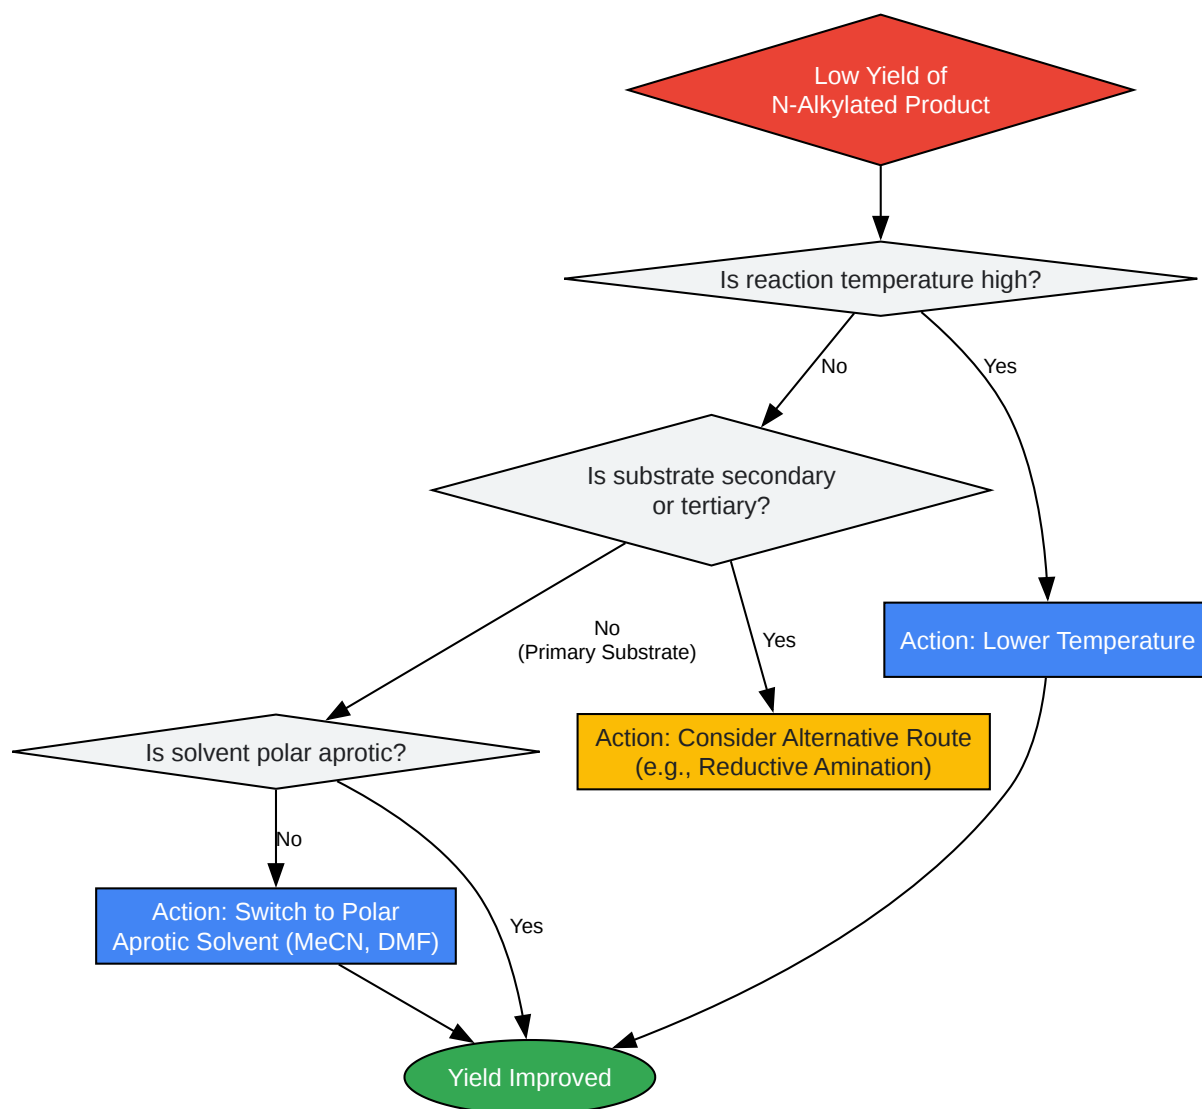 Low Yield of
N-Alkylated Product
Is reaction temperature high?
No
Yes
Is substrate secondary
or tertiary?
No
(Primary Substrate)
Yes
Action: Lower Temperature
Is solvent polar aprotic?
Action: Consider Alternative Route
(e.g., Reductive Amination)
No
Action: Switch to Polar
Aprotic Solvent (MeCN, DMF)
Yes
Yield Improved